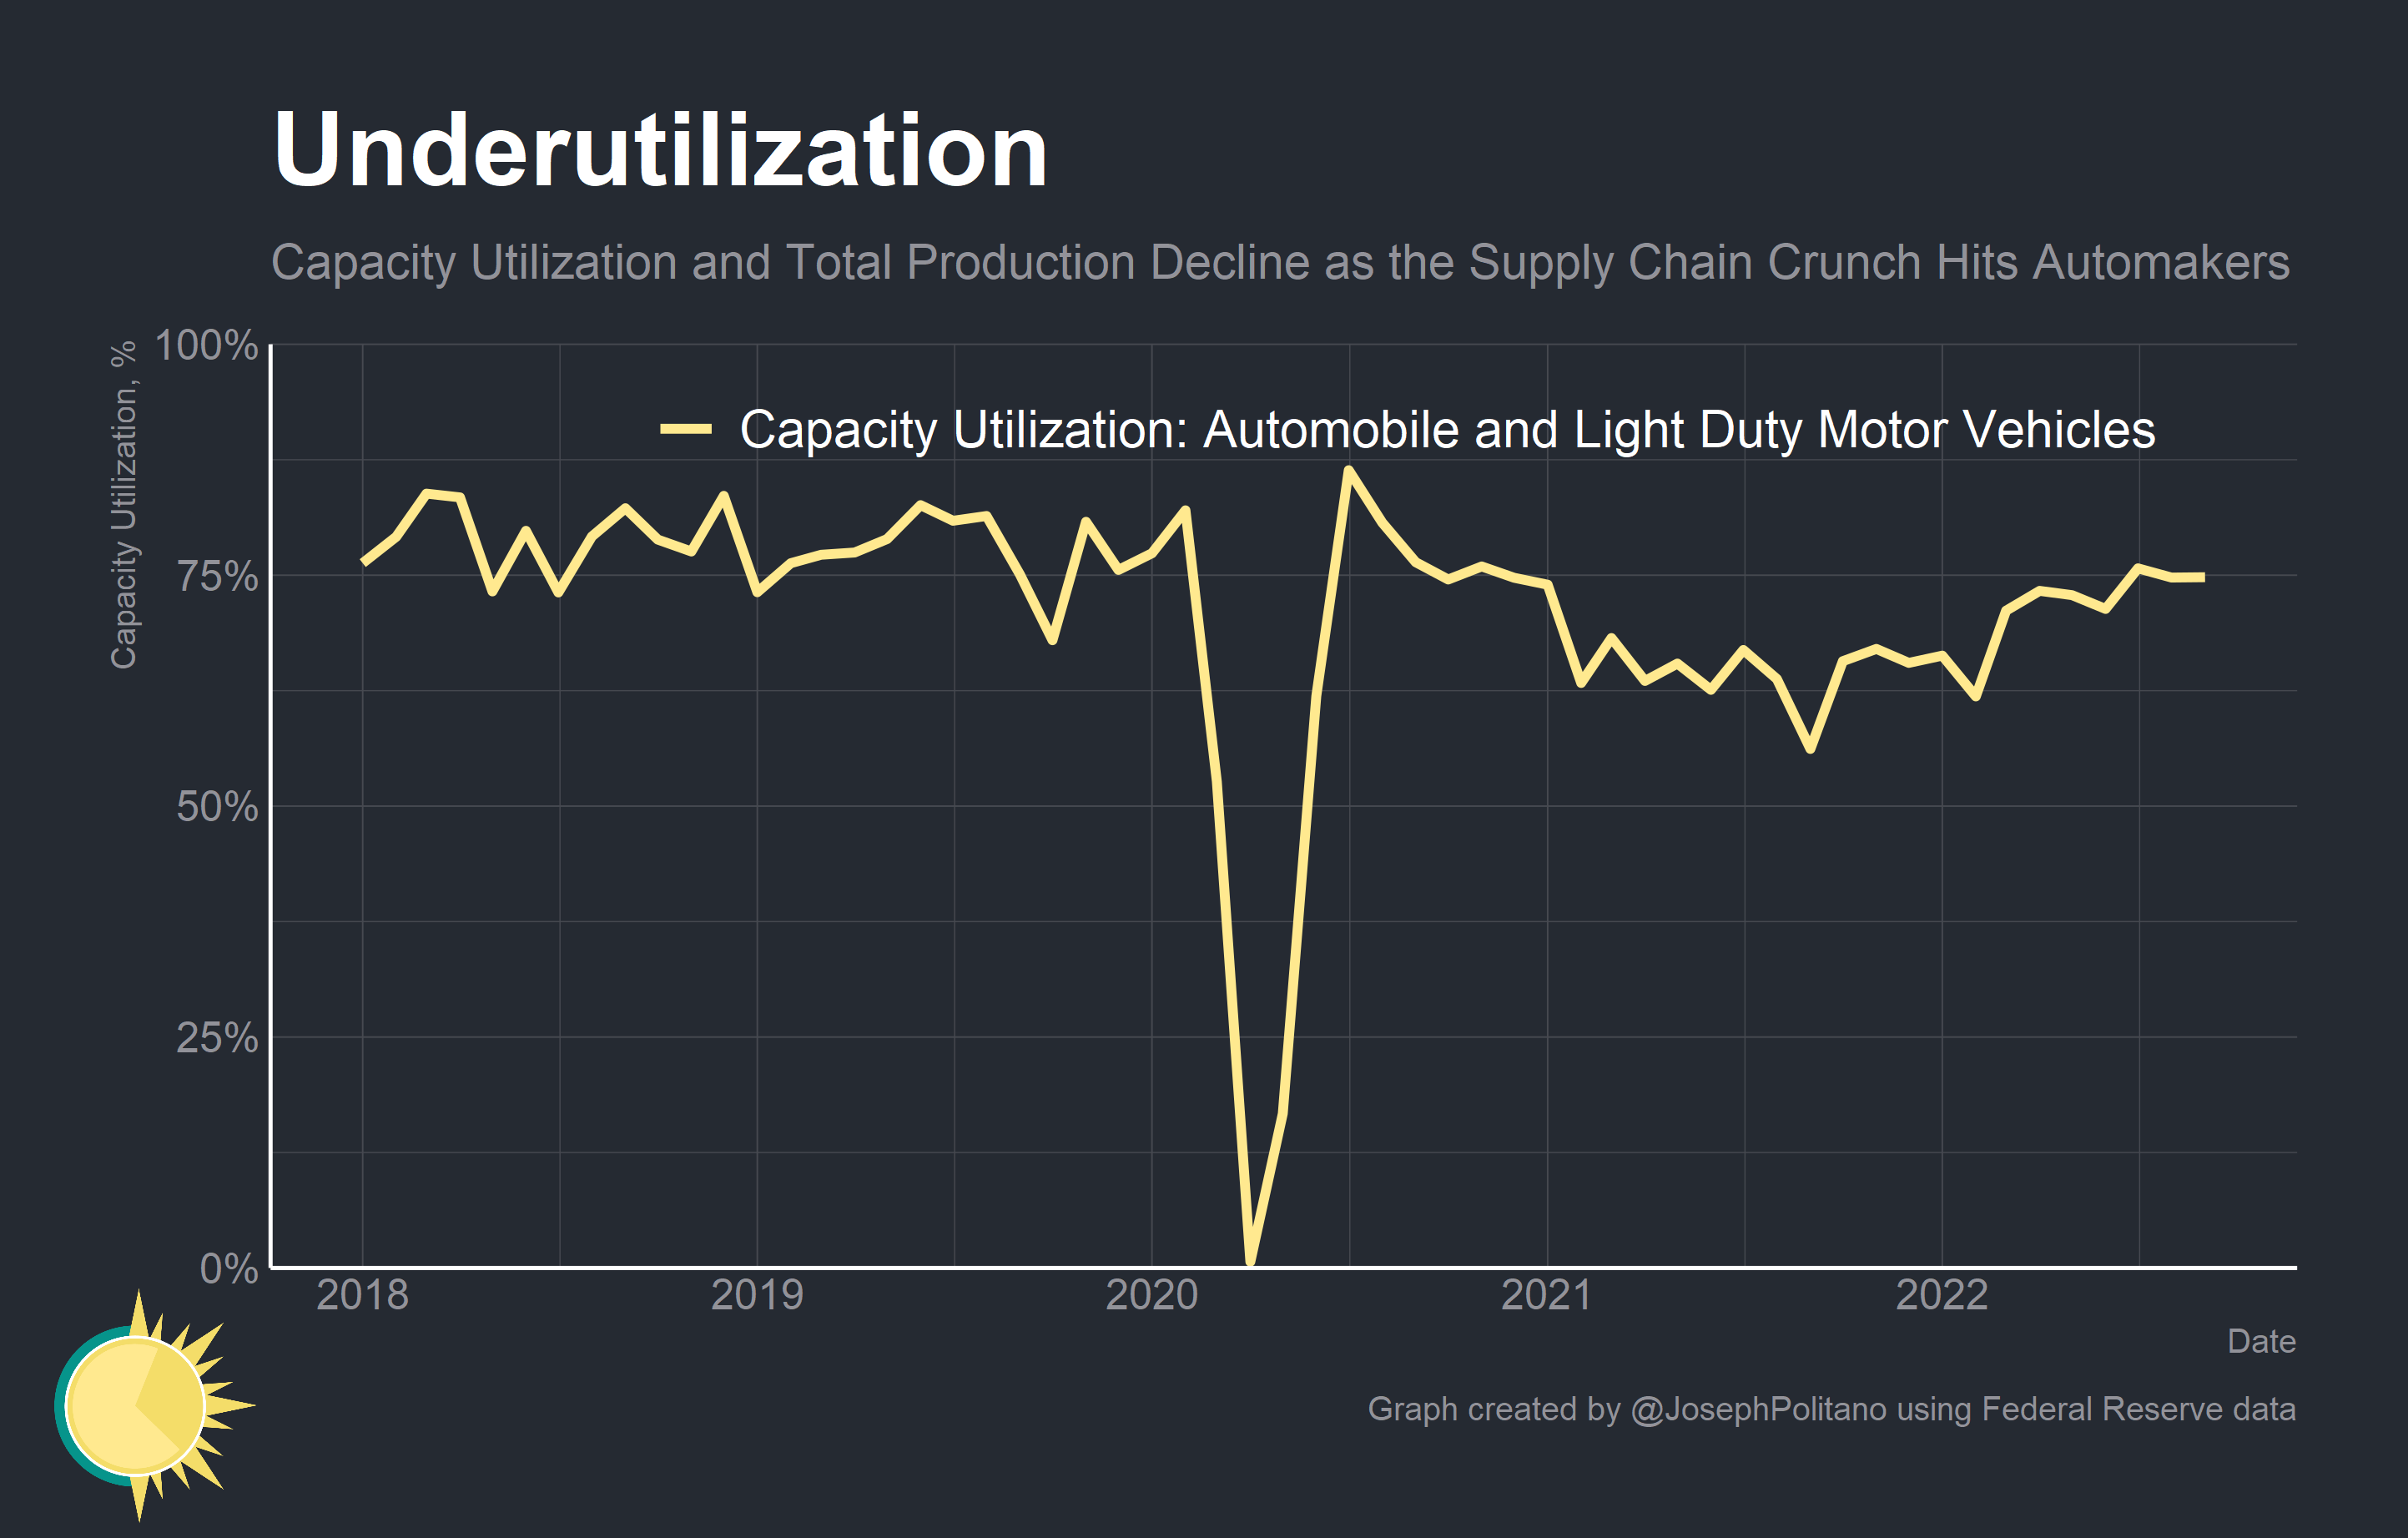 Underutilization
Capacity Utilization and Total Production Decline as the Supply Chain Crunch Hits Automakers
Capacity Utilization, %
100%
75%
50%
25%
0%
Capacity Utilization: Automobile and Light Duty Motor Vehicles
2018 2019 2020 2021 2022
Date
Graph created by @JosephPolitano using Federal Reserve data